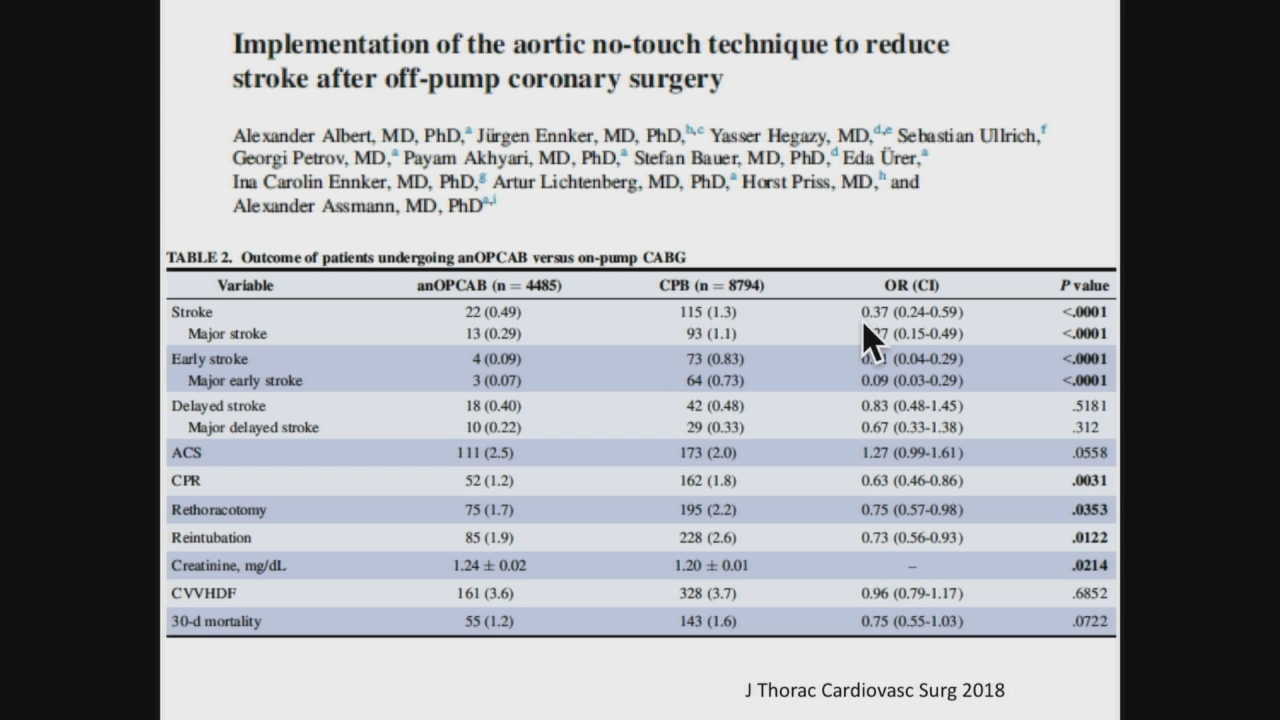 Implementation of the aortic no-touch technique to reduce
stroke after off-pump coronary surgery
Alexander Albert, MD, PhD,a Jürgen Ennker, MD, PhD,b,c Yasser Hegazy, MD,d,e Sebastian Ullrich,f
Georgi Petrov, MD,a Payam Akhyari, MD, PhD,a Stefan Bauer, MD, PhD,d Eda Ürer,a
Ina Carolin Ennker, MD, PhD,g Artur Lichtenberg, MD, PhD,a Horst Priss, MD,h and
Alexander Assmann, MD, PhDa,i
TABLE 2. Outcome of patients undergoing anOPCAB versus on-pump CABG
Variable anOPCAB (n = 4485) CPB (n = 8794) OR (CI) P value
Stroke 22 (0.49) 115 (1.3) 0.37 (0.24-0.59) <.0001
Major stroke 13 (0.29) 93 (1.1) (0.15-0.49) <.0001
Early stroke 4 (0.09) 73 (0.83) (0.04-0.29) <.0001
Major early stroke 3 (0.07) 64 (0.73) 0.09 (0.03-0.29) <.0001
Delayed stroke 18 (0.40) 42 (0.48) 0.83 (0.48-1.45) .5181
Major delayed stroke 10 (0.22) 29 (0.33) 0.67 (0.33-1.38) .312
ACS 111 (2.5) 173 (2.0) 1.27 (0.99-1.61) .0558
CPR 52 (1.2) 162 (1.8) 0.63 (0.46-0.86) .0031
Rethoracotomy 75 (1.7) 195 (2.2) 0.75 (0.57-0.98) .0353
Reintubation 85 (1.9) 228 (2.6) 0.73 (0.56-0.93) .0122
Creatinine, mg/dL 1.24 ± 0.02 1.20 ± 0.01 – .0214
CVVHDF 161 (3.6) 328 (3.7) 0.96 (0.79-1.17) .6852
30-d mortality 55 (1.2) 143 (1.6) 0.75 (0.55-1.03) .0722
J Thorac Cardiovasc Surg 2018